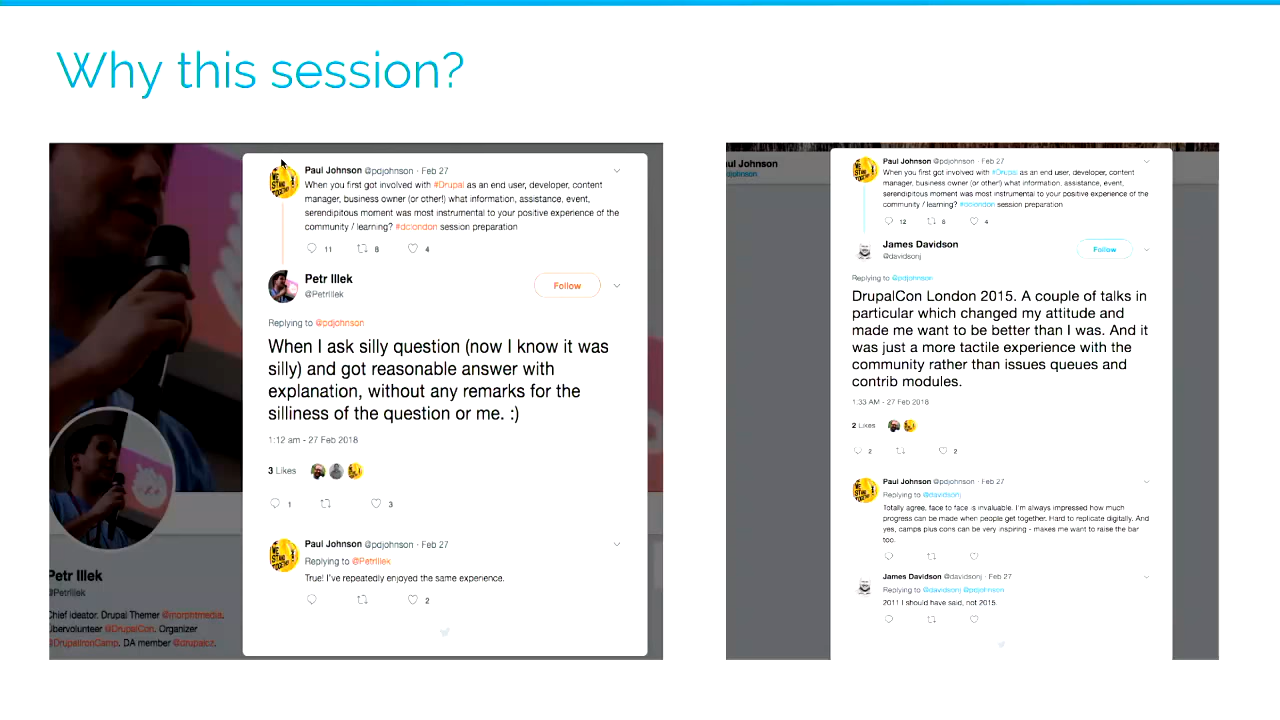 Why this session?
Paul Johnson @pdjohnson · Feb 27
When you first got involved with #Drupal as an end user, developer, content
manager, business owner (or other!) what information, assistance, event,
serendipitous moment was most instrumental to your positive experience of the
community / learning? #dclondon session preparation
11 8 4
Petr Illek
@PetrIllek
Follow
Replying to @pdjohnson
When I ask silly question (now I know it was
silly) and got reasonable answer with
explanation, without any remarks for the
silliness of the question or me. :)
1:12 am - 27 Feb 2018
3 Likes
1 3
Paul Johnson @pdjohnson · Feb 27
Replying to @PetrIllek
True! I've repeatedly enjoyed the same experience.
2
Petr Illek
@PetrIllek
Chief ideator. Drupal Themer @morphtmedia.
Ubervolunteer @DrupalCon. Organizer
@DrupalIronCamp. DA member @drupalcz.
aul Johnson
pdjohnson
Paul Johnson @pdjohnson · Feb 27
When you first got involved with #Drupal as an end user, developer, content
manager, business owner (or other!) what information, assistance, event,
serendipitous moment was most instrumental to your positive experience of the
community / learning? #dclondon session preparation
12 8 4
James Davidson
@davidsonj
Follow
Replying to @pdjohnson
DrupalCon London 2015. A couple of talks in
particular which changed my attitude and
made me want to be better than I was. And it
was just a more tactile experience with the
community rather than issues queues and
contrib modules.
1:33 AM - 27 Feb 2018
2 Likes
2 2
Paul Johnson @pdjohnson · Feb 27
Replying to @davidsonj
Totally agree, face to face is invaluable. I'm always impressed how much
progress can be made when people get together. Hard to replicate digitally. And
yes, camps plus cons can be very inspiring - makes me want to raise the bar
too.
James Davidson @davidsonj · Feb 27
Replying to @davidsonj @pdjohnson
2011 I should have said, not 2015.